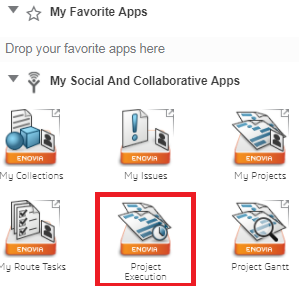 My Favorite Apps
Drop your favorite apps here
My Social And Collaborative Apps
ENOVIA ENOVIA ENOVIA
My Collections My Issues My Projects
ENOVIA ENOVIA ENOVIA
My Route Tasks Project Execution Project Gantt